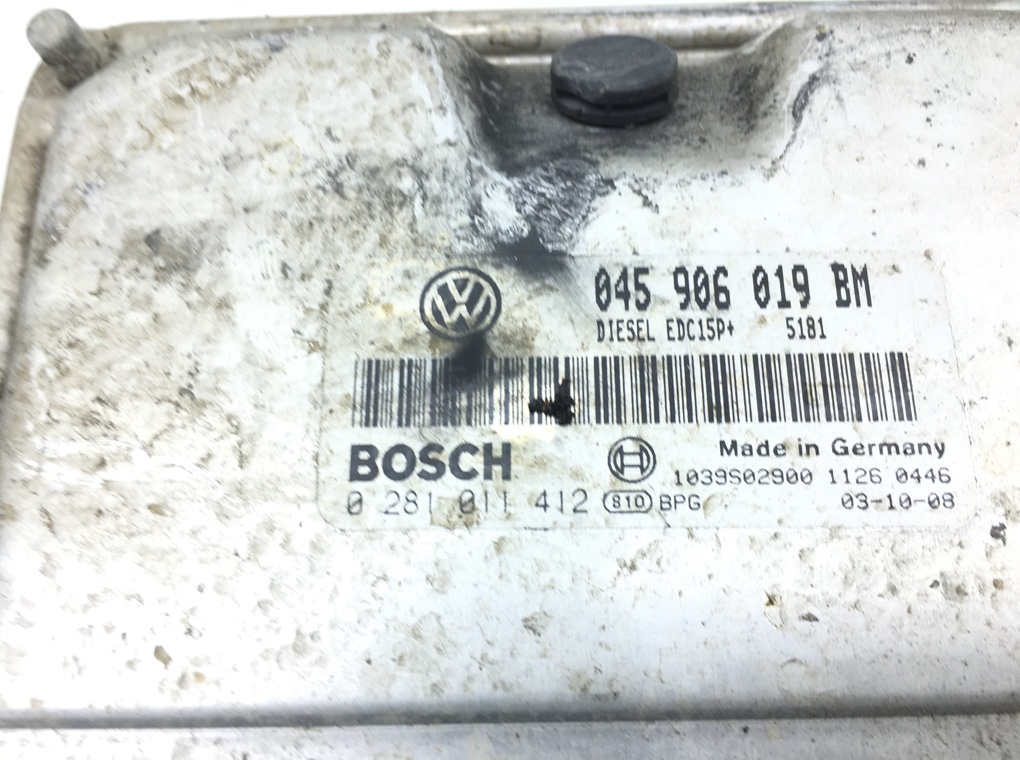 045 906 019 BM
DIESEL EDC15P+ 5181
BOSCH Made in Germany
1039S02900 1126 0446
0 281 011 412 810 BPG 03-10-08